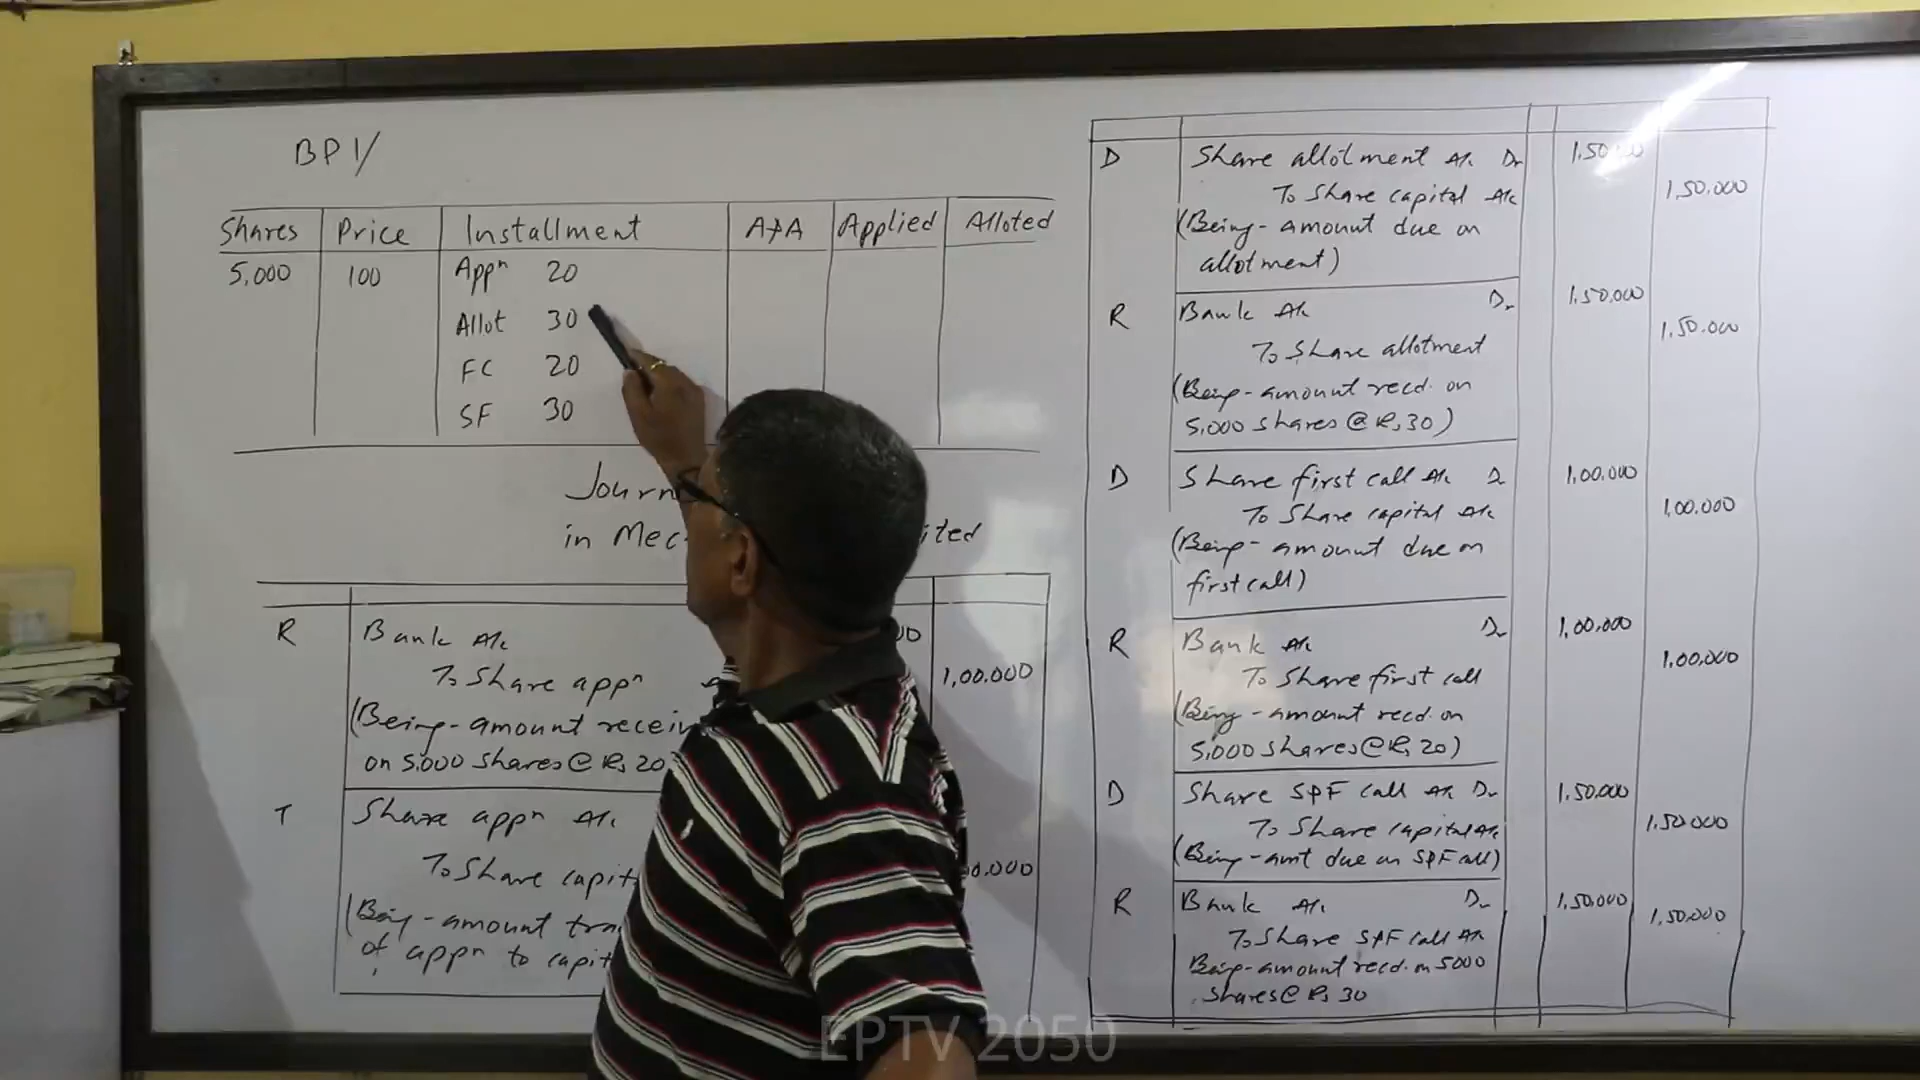 BP 1/
Shares Price Installment A & A Applied Alloted
5,000 100 Appn 20
Allot 30
FC 20
SF 30
Journ
in Mec ited
R Bank A/c 00
To Share appn 1,00,000
(Being - amount receiv
on 5,000 shares @ Rs 20
T Share appn A/c
To Share capit 00,000
(Being - amount tra
of appn to capit
D Share allotment A/c Dr 1,50,000
To Share capital A/c 1,50,000
(Being - amount due on
allotment)
R Bank A/c Dr 1,50,000
To Share allotment 1,50,000
(Being - amount recd. on
5,000 shares @ Rs 30)
D Share first call A/c Dr 1,00,000
To Share capital A/c 1,00,000
(Being - amount due on
first call)
R Bank A/c Dr 1,00,000
To Share first call 1,00,000
(Being - amount recd. on
5,000 shares @ Rs 20)
D Share S&F call A/c Dr 1,50,000
To Share capital A/c 1,50,000
(Being - amt due on S&F call)
R Bank A/c Dr 1,50,000
To Share S&F call A/c 1,50,000
Being - amount recd. on 5000
shares @ Rs 30
EPTV 2050